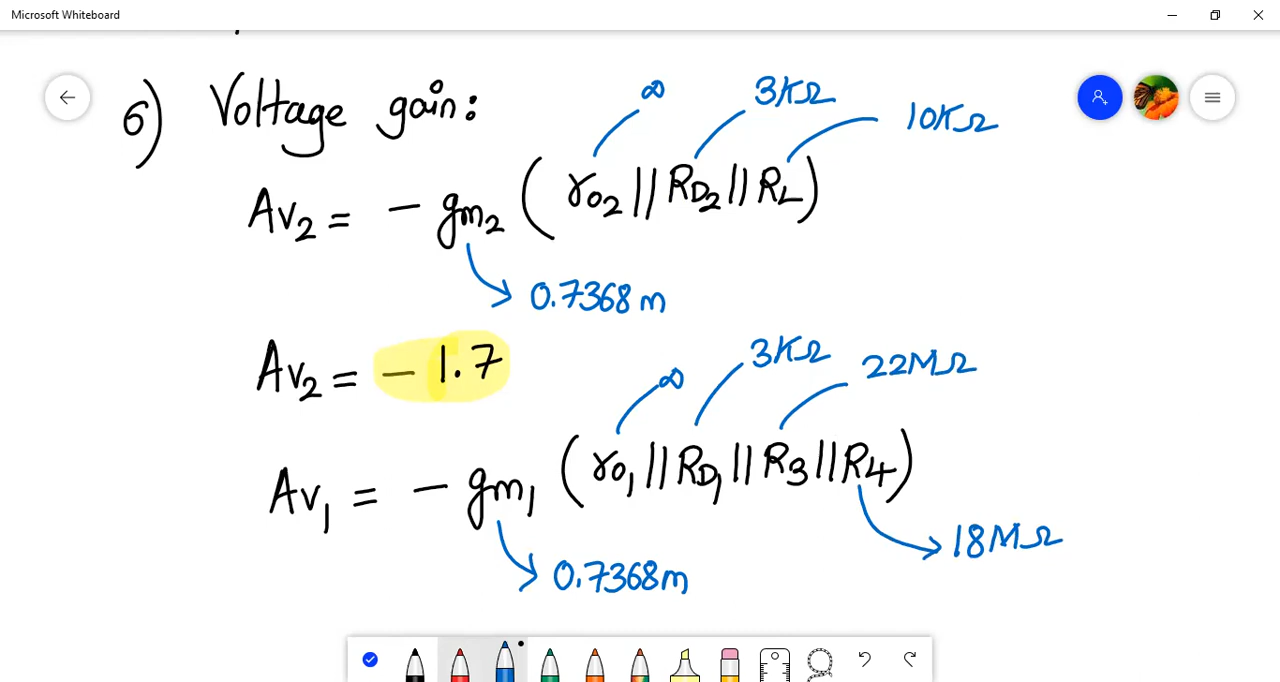 Microsoft Whiteboard
6) Voltage gain:
∞ 3KΩ 10KΩ
Av2 = - gm2 ( ro2 || RD2 || RL )
0.7368m
Av2 = - 1.7
∞ 3KΩ 22MΩ
Av1 = - gm1 ( ro1 || RD1 || R3 || R4 )
18MΩ
0.7368m